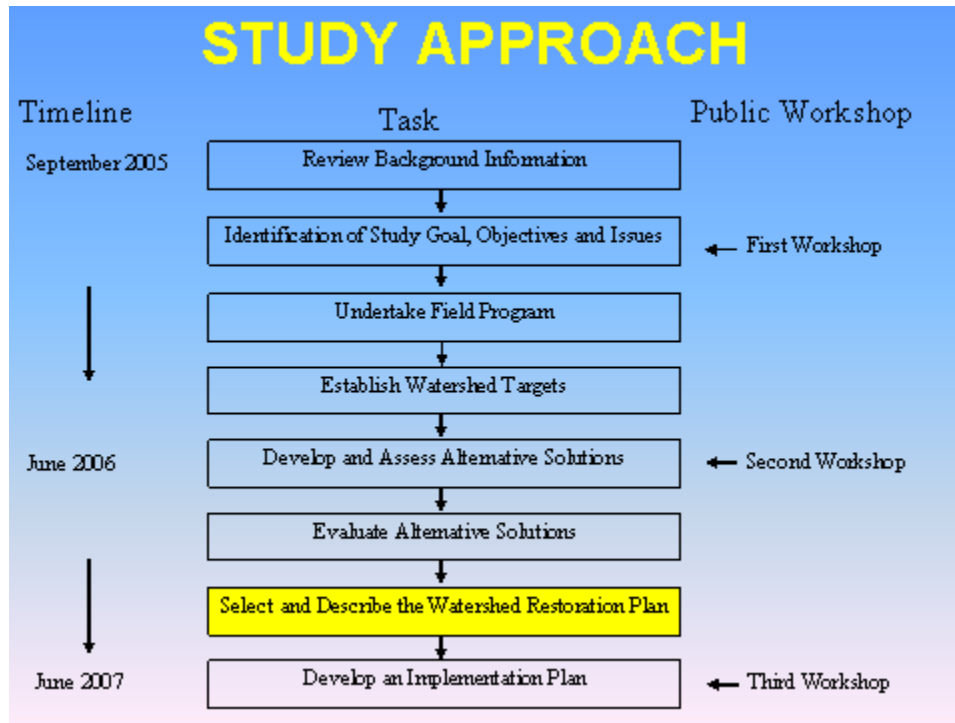 STUDY APPROACH
Timeline
Task
Public Workshop
September 2005
Review Background Information
Identification of Study Goal, Objectives and Issues
First Workshop
Undertake Field Program
Establish Watershed Targets
June 2006
Develop and Assess Alternative Solutions
Second Workshop
Evaluate Alternative Solutions
Select and Describe the Watershed Restoration Plan
June 2007
Develop an Implementation Plan
Third Workshop